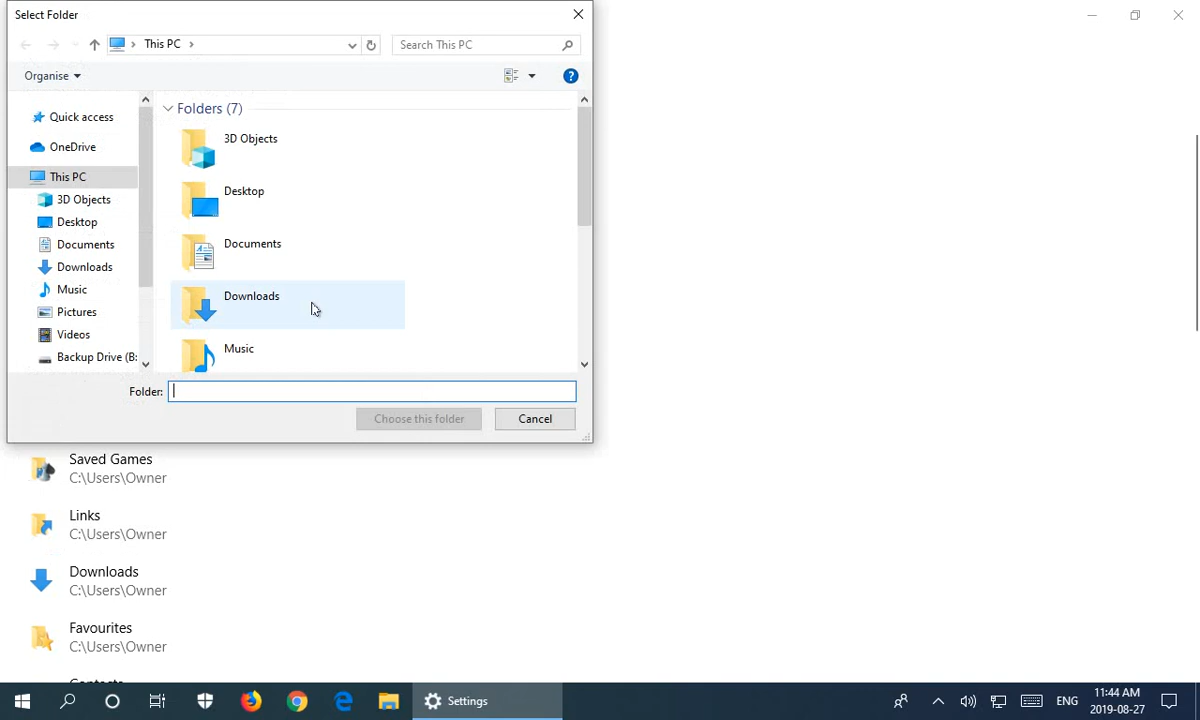 Select Folder
This PC
Search This PC
Organise
Quick access
OneDrive
This PC
3D Objects
Desktop
Documents
Downloads
Music
Pictures
Videos
Backup Drive (B:
Folders (7)
3D Objects
Desktop
Documents
Downloads
Music
Folder:
Choose this folder
Cancel
Saved Games
C:\Users\Owner
Links
C:\Users\Owner
Downloads
C:\Users\Owner
Favourites
C:\Users\Owner
Settings
ENG
11:44 AM
2019-08-27